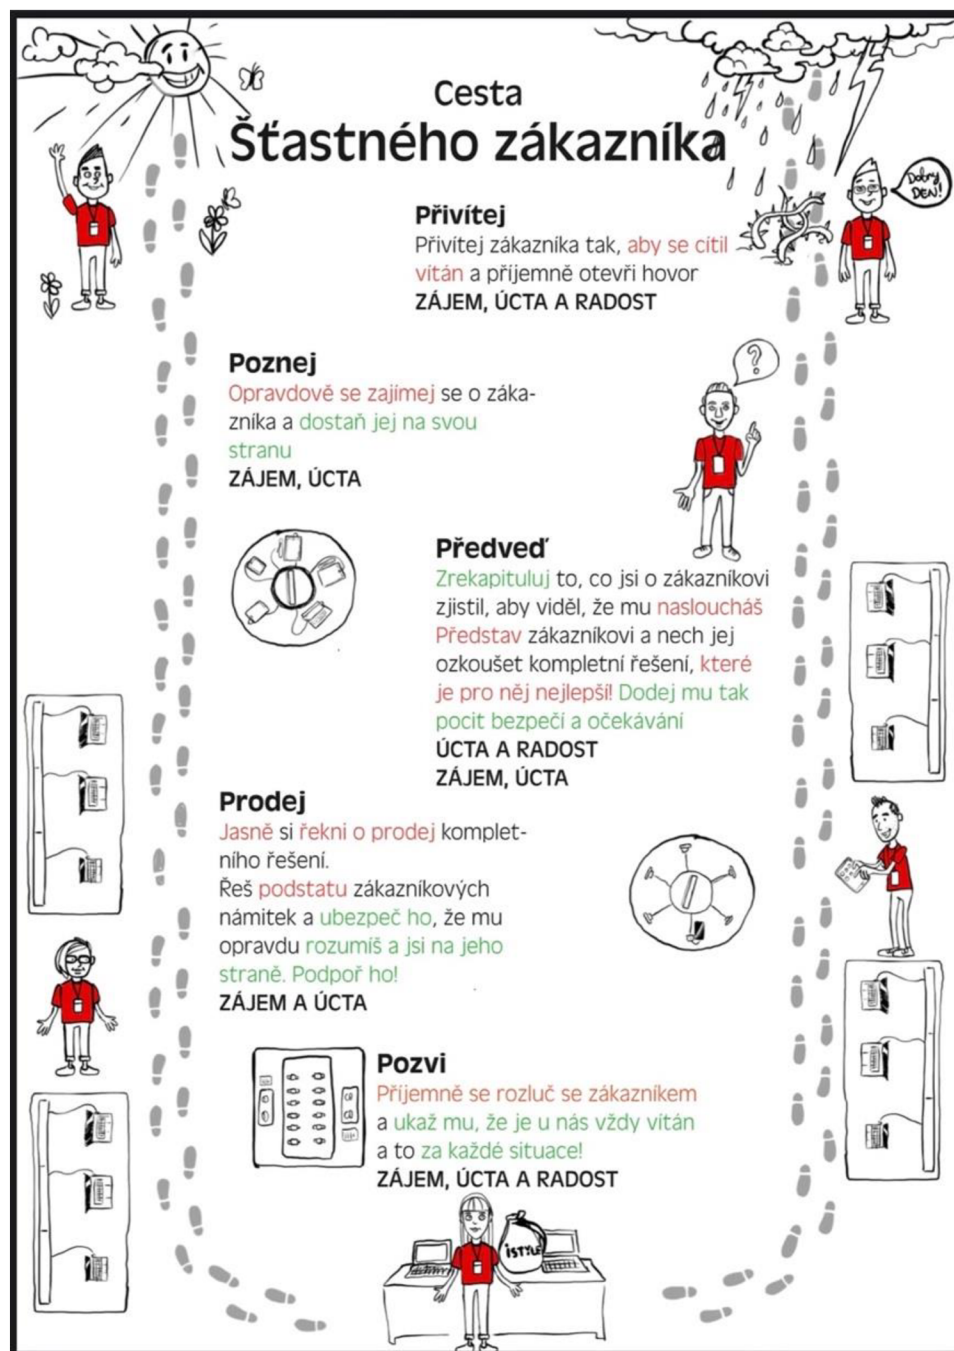 Cesta
Šťastného zákazníka
Dobrý
DEN!
Přivítej
Přivítej zákazníka tak, aby se cítil
vítán a příjemně otevři hovor
ZÁJEM, ÚCTA A RADOST
?
Poznej
Opravdově se zajímej se o záka-
zníka a dostaň jej na svou
stranu
ZÁJEM, ÚCTA
Předveď
Zrekapituluj to, co jsi o zákazníkovi
zjistil, aby viděl, že mu nasloucháš
Představ zákazníkovi a nech jej
ozkoušet kompletní řešení, které
je pro něj nejlepší! Dodej mu tak
pocit bezpečí a očekávání
ÚCTA A RADOST
ZÁJEM, ÚCTA
Prodej
Jasně si řekni o prodej komplet-
ního řešení.
Řeš podstatu zákazníkových
námitek a ubezpeč ho, že mu
opravdu rozumíš a jsi na jeho
straně. Podpoř ho!
ZÁJEM A ÚCTA
Pozvi
Příjemně se rozluč se zákazníkem
a ukaž mu, že je u nás vždy vítán
a to za každé situace!
ZÁJEM, ÚCTA A RADOST
iSTYLE